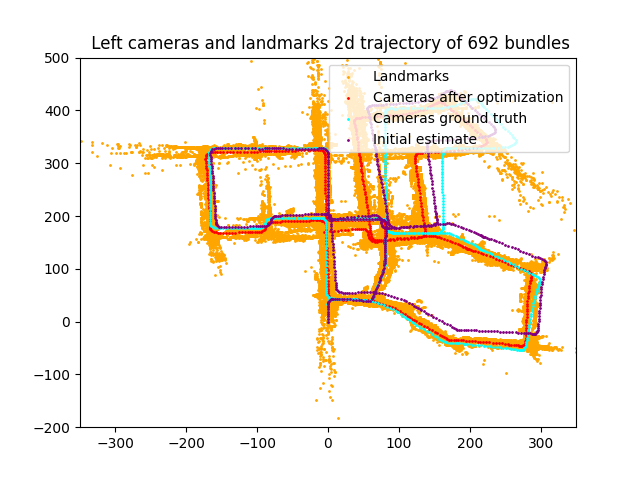 Left cameras and landmarks 2d trajectory of 692 bundles
Landmarks
Cameras after optimization
Cameras ground truth
Initial estimate
500
400
300
200
100
0
−100
−200
−300 −200 −100 0 100 200 300